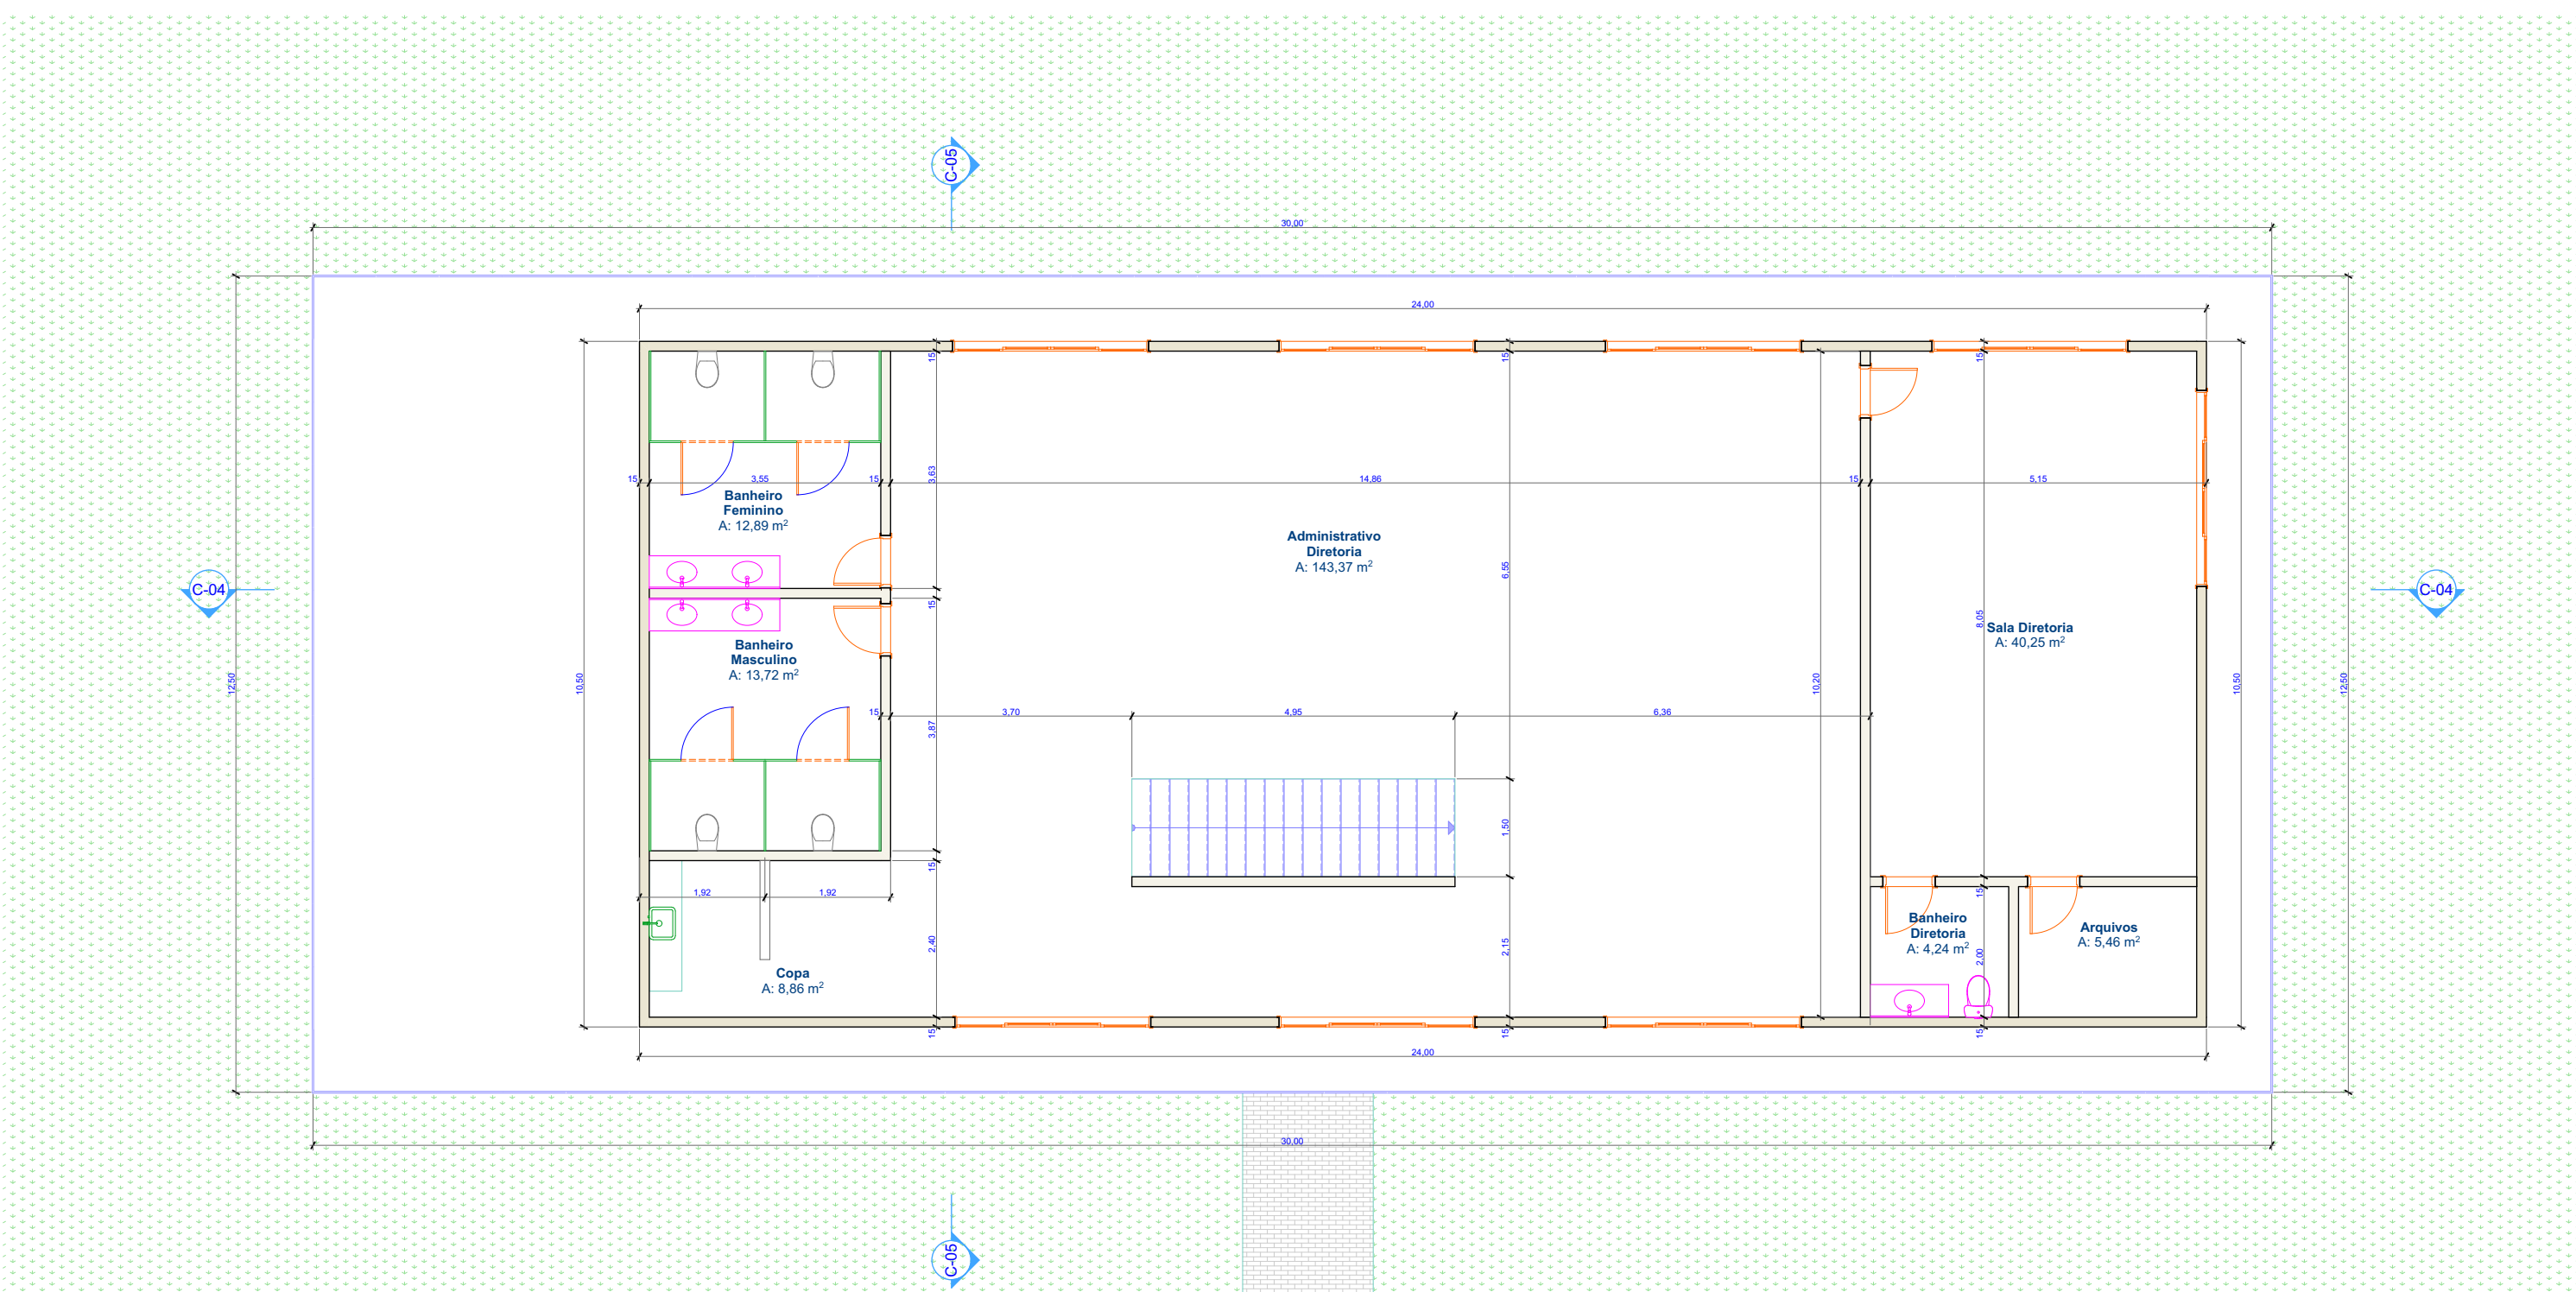 C-05
30,00
24,00
15
15
15
3,63
15
3,55
15
14,86
15
5,15
Banheiro
Feminino
A: 12,89 m²
Administrativo
Diretoria
A: 143,37 m²
6,55
C-04
C-04
15
8,05
Sala Diretoria
A: 40,25 m²
Banheiro
Masculino
A: 13,72 m²
12,50
10,50
10,20
10,50
12,50
15
3,70
4,95
6,36
3,87
1,50
15
1,92
1,92
15
Banheiro
Diretoria
A: 4,24 m²
Arquivos
A: 5,46 m²
2,40
2,15
2,00
Copa
A: 8,86 m²
15
15
15
24,00
30,00
C-05